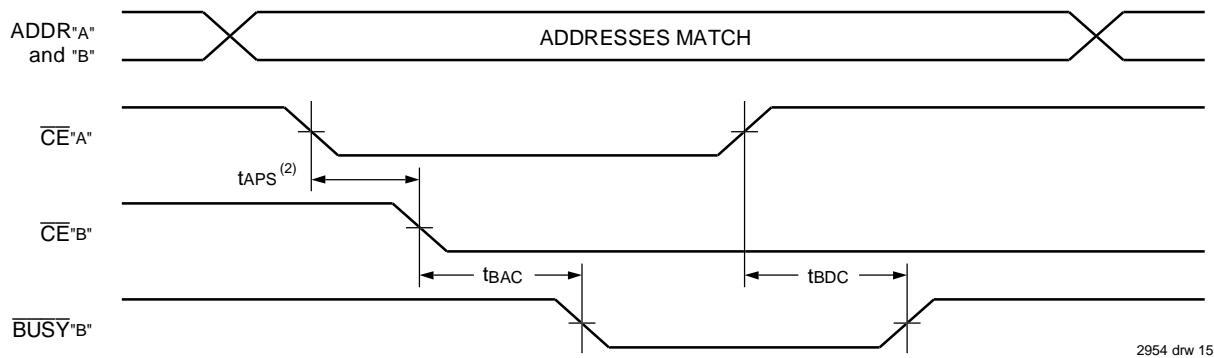 ADDR"A"
and "B"
ADDRESSES MATCH
CE"A"
tAPS (2)
CE"B"
tBAC
tBDC
BUSY"B"
2954 drw 15